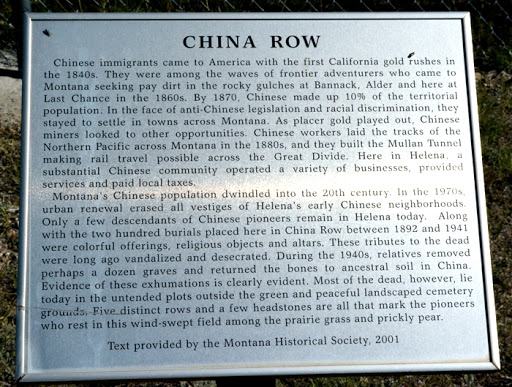 CHINA ROW
Chinese immigrants came to America with the first California gold rushes in
the 1840s. They were among the waves of frontier adventurers who came to
Montana seeking pay dirt in the rocky gulches at Bannack, Alder and here at
Last Chance in the 1860s. By 1870, Chinese made up 10% of the territorial
population. In the face of anti-Chinese legislation and racial discrimination, they
stayed to settle in towns across Montana. As placer gold played out, Chinese
miners looked to other opportunities. Chinese workers laid the tracks of the
Northern Pacific across Montana in the 1880s, and they built the Mullan Tunnel
making rail travel possible across the Great Divide. Here in Helena, a
substantial Chinese community operated a variety of businesses, provided
services and paid local taxes.
Montana's Chinese population dwindled into the 20th century. In the 1970s,
urban renewal erased all vestiges of Helena's early Chinese neighborhoods.
Only a few descendants of Chinese pioneers remain in Helena today. Along
with the two hundred burials placed here in China Row between 1892 and 1941
were colorful offerings, religious objects and altars. These tributes to the dead
were long ago vandalized and desecrated. During the 1940s, relatives removed
perhaps a dozen graves and returned the bones to ancestral soil in China.
Evidence of these exhumations is clearly evident. Most of the dead, however, lie
today in the untended plots outside the green and peaceful landscaped cemetery
grounds. Five distinct rows and a few headstones are all that mark the pioneers
who rest in this wind-swept field among the prairie grass and prickly pear.
Text provided by the Montana Historical Society, 2001